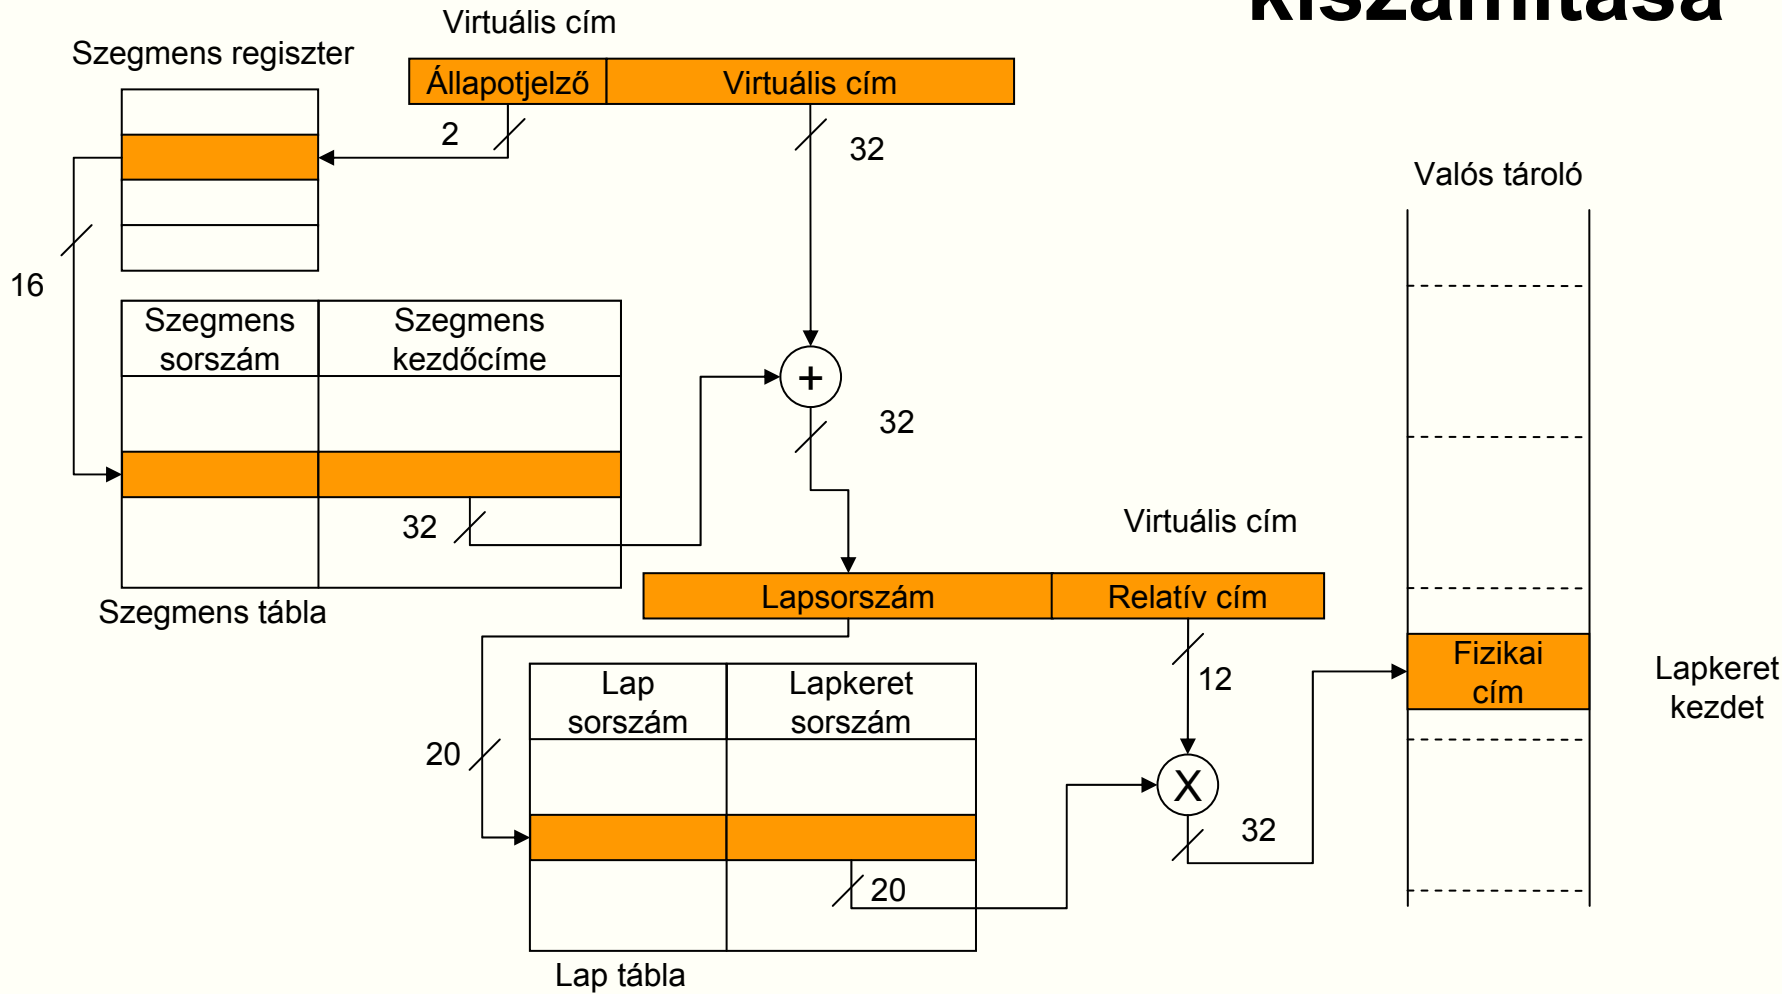 kiszámítása
Virtuális cím
Szegmens regiszter
Állapotjelző
Virtuális cím
2
32
Valós tároló
16
Szegmens
sorszám
Szegmens
kezdőcíme
+
32
32
Virtuális cím
Szegmens tábla
Lapsorszám
Relatív cím
Fizikai
cím
Lapkeret
kezdet
12
Lap
sorszám
Lapkeret
sorszám
20
X
32
20
Lap tábla